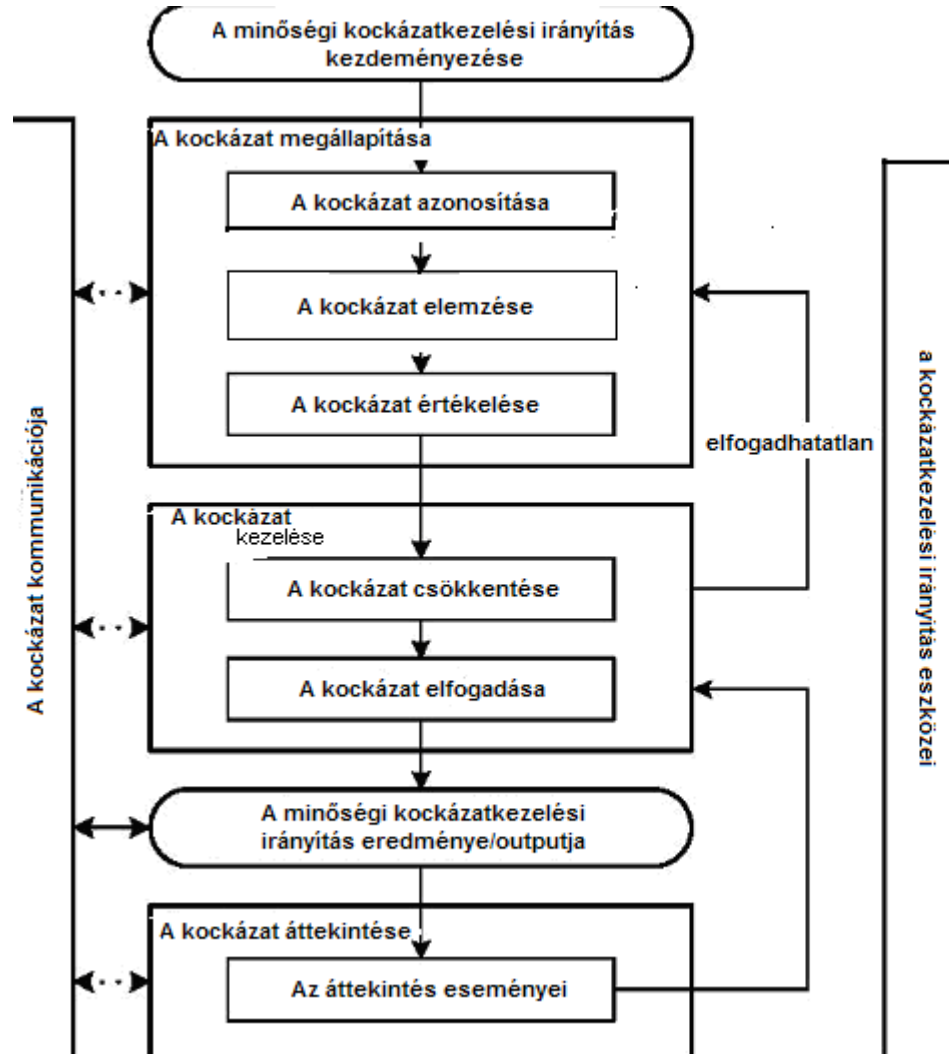 A minőségi kockázatkezelési irányítás
kezdeményezése
A kockázat megállapítása
A kockázat azonosítása
A kockázat elemzése
A kockázat értékelése
elfogadhatatlan
A kockázat
kezelése
A kockázat csökkentése
A kockázat elfogadása
A minőségi kockázatkezelési
irányítás eredménye/outputja
A kockázat áttekintése
Az áttekintés eseményei
A kockázat kommunikációja
a kockázatkezelési irányítás eszközei